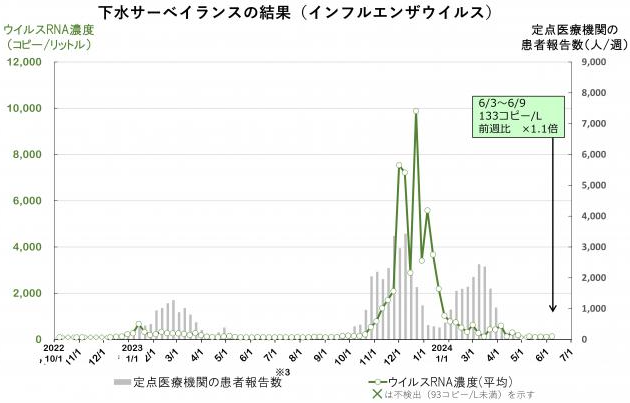 下水サーベイランスの結果（インフルエンザウイルス）
ウイルスRNA濃度
（コピー/リットル）
定点医療機関の
患者報告数（人/週）
12,000
10,000
8,000
6,000
4,000
2,000
0
9,000
8,000
7,000
6,000
5,000
4,000
3,000
2,000
1,000
0
6/3～6/9
133コピー/L
前週比 ×1.1倍
2022 2023 2024
10/1 11/1 12/1 1/1 2/1 3/1 4/1 5/1 6/1 7/1 8/1 9/1 10/1 11/1 12/1 1/1 2/1 3/1 4/1 5/1 6/1 7/1
※3
定点医療機関の患者報告数 ウイルスRNA濃度(平均)
×は不検出（93コピー/L未満）を示す